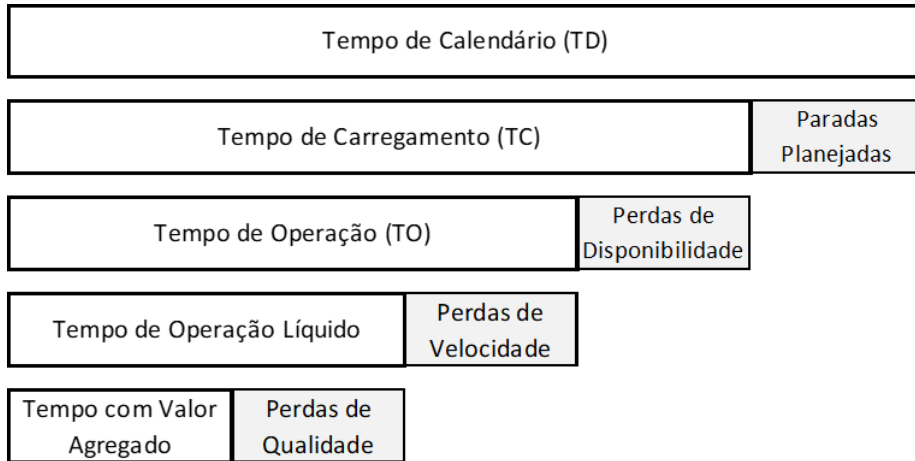 Tempo de Calendário (TD)
Tempo de Carregamento (TC)
Paradas
Planejadas
Tempo de Operação (TO)
Perdas de
Disponibilidade
Tempo de Operação Líquido
Perdas de
Velocidade
Tempo com Valor
Agregado
Perdas de
Qualidade